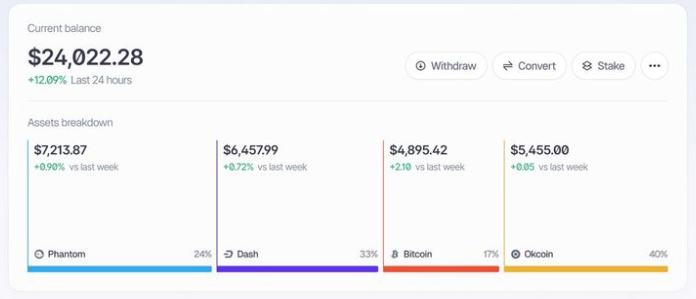 Current balance
$24,022.28
+12.09% Last 24 hours
Withdraw
Convert
Stake
Assets breakdown
$7,213.87
+0.90% vs last week
Phantom 24%
$6,457.99
+0.72% vs last week
Dash 33%
$4,895.42
+2.10 vs last week
Bitcoin 17%
$5,455.00
+0.05 vs last week
Okcoin 40%